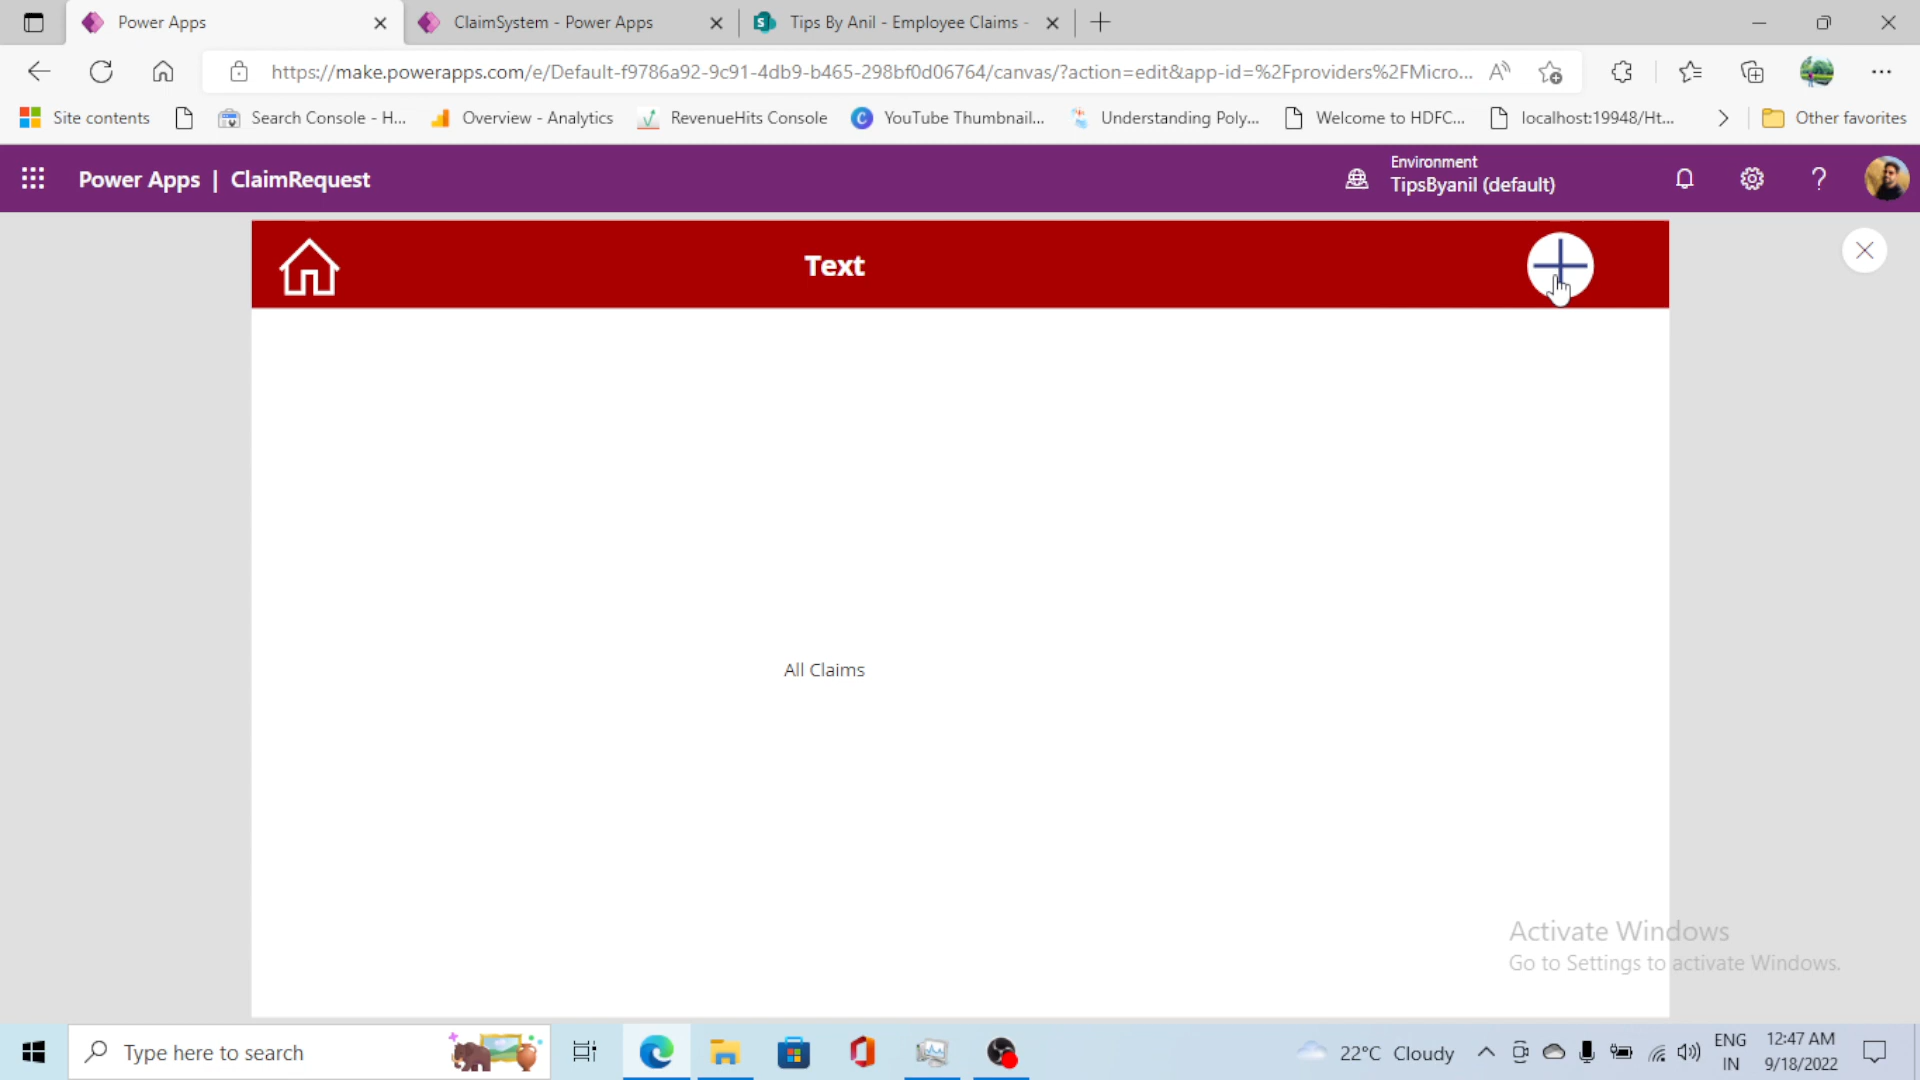 Power Apps
ClaimSystem - Power Apps
Tips By Anil - Employee Claims -
https://make.powerapps.com/e/Default-f9786a92-9c91-4db9-b465-298bf0d06764/canvas/?action=edit&app-id=%2Fproviders%2FMicro...
Site contents
Search Console - H...
Overview - Analytics
RevenueHits Console
YouTube Thumbnail...
Understanding Poly...
Welcome to HDFC...
localhost:19948/Ht...
Other favorites
Power Apps | ClaimRequest
Environment
TipsByanil (default)
Text
All Claims
Activate Windows
Go to Settings to activate Windows.
Type here to search
22°C Cloudy
ENG
IN
12:47 AM
9/18/2022